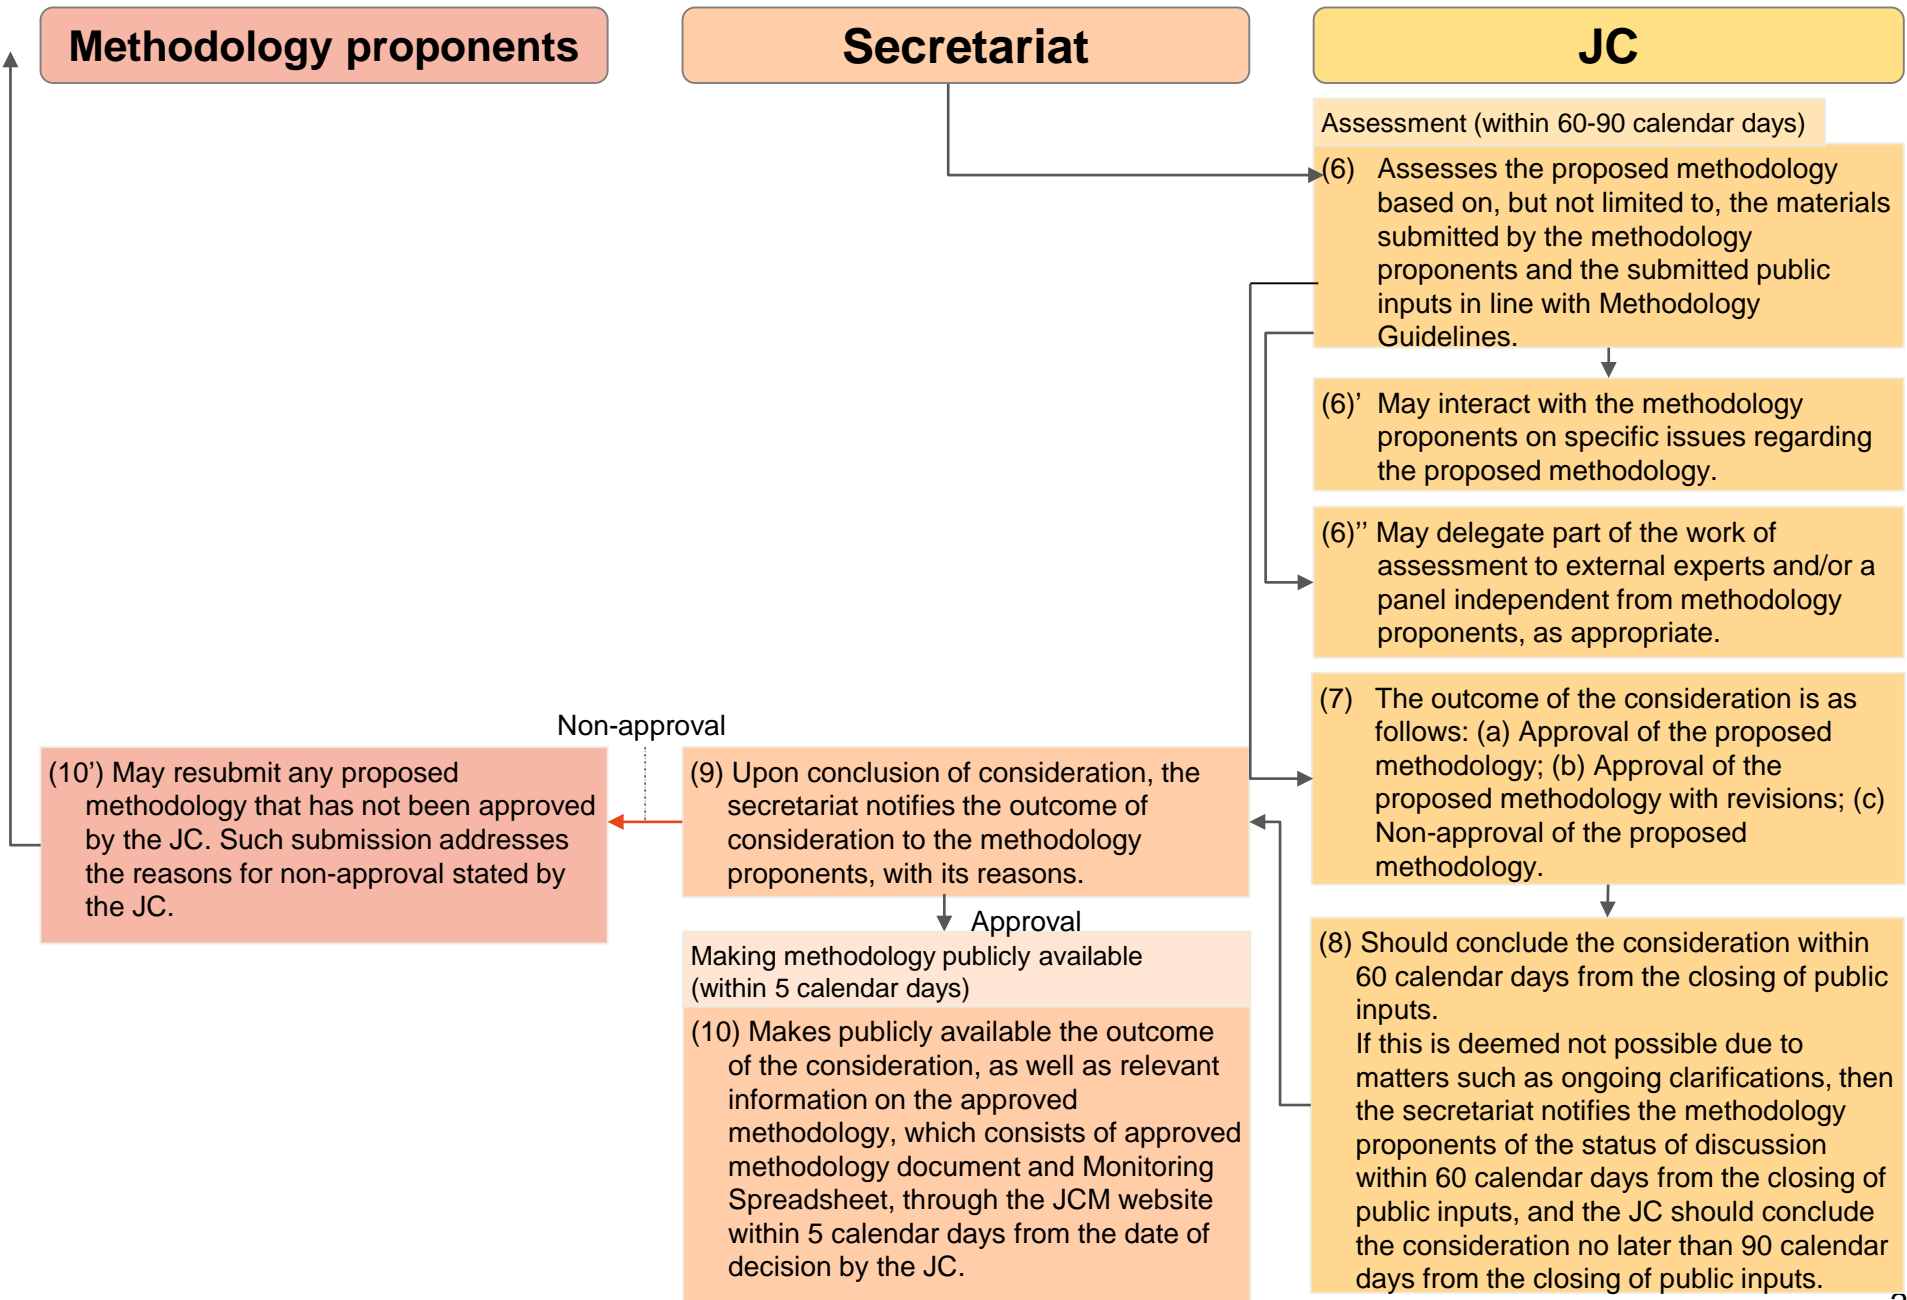 Methodology proponents
Secretariat
JC
Assessment (within 60-90 calendar days)
(6) Assesses the proposed methodology
based on, but not limited to, the materials
submitted by the methodology
proponents and the submitted public
inputs in line with Methodology
Guidelines.
(6)’ May interact with the methodology
proponents on specific issues regarding
the proposed methodology.
(6)’’ May delegate part of the work of
assessment to external experts and/or a
panel independent from methodology
proponents, as appropriate.
(7) The outcome of the consideration is as
follows: (a) Approval of the proposed
methodology; (b) Approval of the
proposed methodology with revisions; (c)
Non-approval of the proposed
methodology.
(8) Should conclude the consideration within
60 calendar days from the closing of public
inputs.
If this is deemed not possible due to
matters such as ongoing clarifications, then
the secretariat notifies the methodology
proponents of the status of discussion
within 60 calendar days from the closing of
public inputs, and the JC should conclude
the consideration no later than 90 calendar
days from the closing of public inputs.
(9) Upon conclusion of consideration, the
secretariat notifies the outcome of
consideration to the methodology
proponents, with its reasons.
Non-approval
(10’) May resubmit any proposed
methodology that has not been approved
by the JC. Such submission addresses
the reasons for non-approval stated by
the JC.
Approval
Making methodology publicly available
(within 5 calendar days)
(10) Makes publicly available the outcome
of the consideration, as well as relevant
information on the approved
methodology, which consists of approved
methodology document and Monitoring
Spreadsheet, through the JCM website
within 5 calendar days from the date of
decision by the JC.